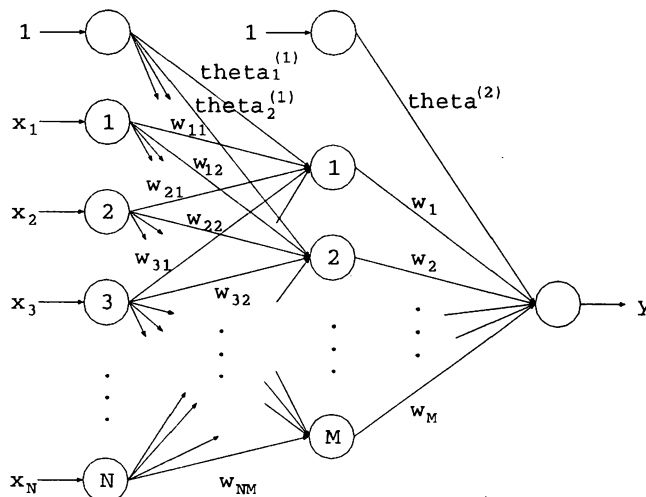 1
1
theta₁⁽¹⁾
theta₂⁽¹⁾
theta⁽²⁾
x₁
1
w₁₁
w₁₂
1
w₂₁
x₂
2
w₂₂
w₁
w₃₁
2
w₂
x₃
3
w₃₂
y
w_M
M
x_N
N
w_NM